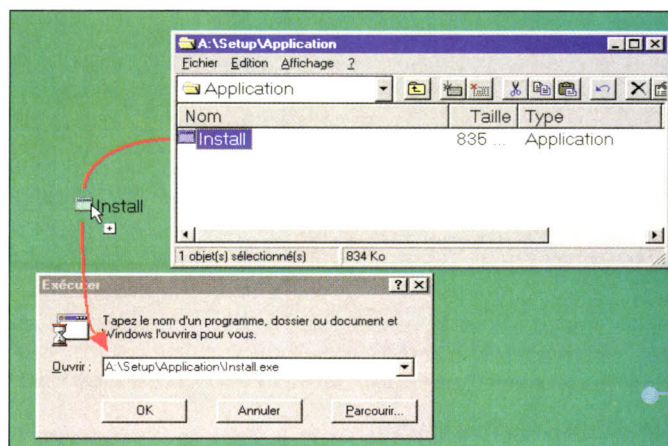 A:\Setup\Application
Fichier Edition Affichage ?
Application
Nom Taille Type
Install 835 ... Application
Install
1 objet(s) sélectionné(s) 834 Ko
Exécuter
Tapez le nom d'un programme, dossier ou document et
Windows l'ouvrira pour vous.
Ouvrir : A:\Setup\Application\Install.exe
OK Annuler Parcourir...